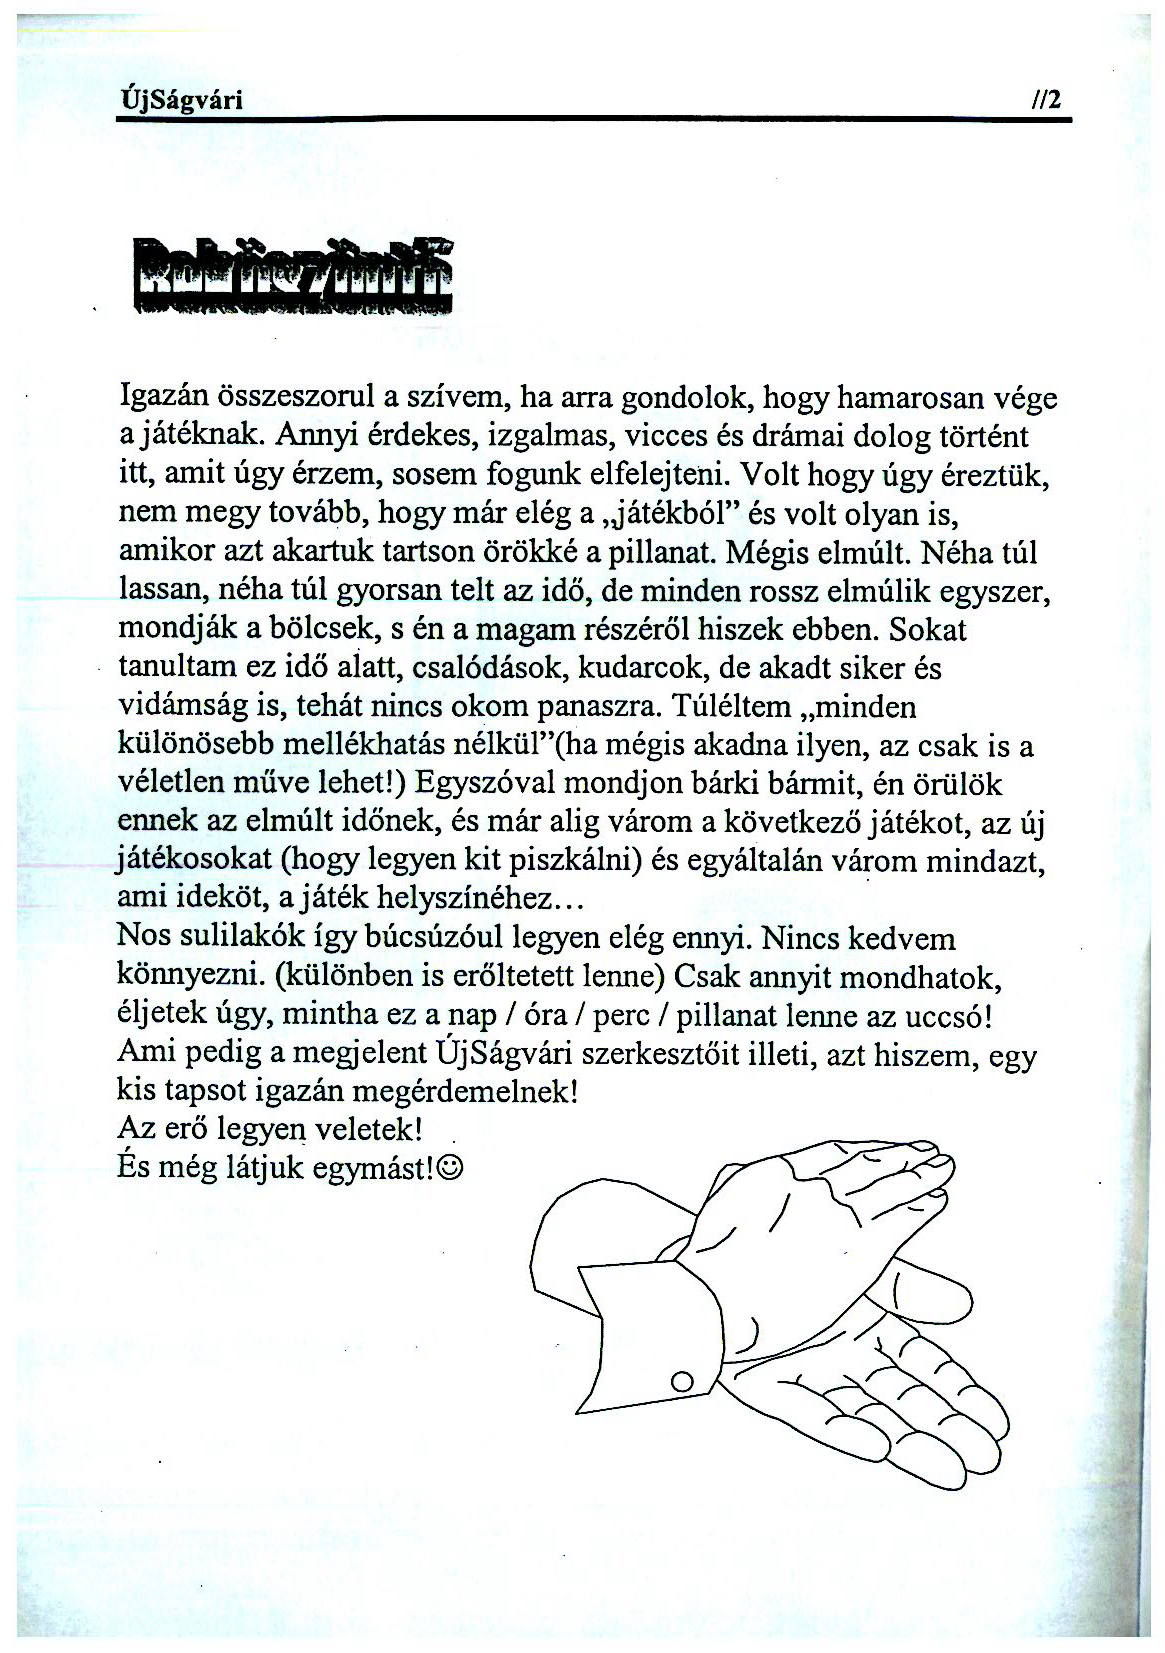 ÚjSágvári //2
Beköszöntő
Igazán összeszorul a szívem, ha arra gondolok, hogy hamarosan vége
a játéknak. Annyi érdekes, izgalmas, vicces és drámai dolog történt
itt, amit úgy érzem, sosem fogunk elfelejteni. Volt hogy úgy éreztük,
nem megy tovább, hogy már elég a „játékból” és volt olyan is,
amikor azt akartuk tartson örökké a pillanat. Mégis elmúlt. Néha túl
lassan, néha túl gyorsan telt az idő, de minden rossz elmúlik egyszer,
mondják a bölcsek, s én a magam részéről hiszek ebben. Sokat
tanultam ez idő alatt, csalódások, kudarcok, de akadt siker és
vidámság is, tehát nincs okom panaszra. Túléltem „minden
különösebb mellékhatás nélkül”(ha mégis akadna ilyen, az csak is a
véletlen műve lehet!) Egyszóval mondjon bárki bármit, én örülök
ennek az elmúlt időnek, és már alig várom a következő játékot, az új
játékosokat (hogy legyen kit piszkálni) és egyáltalán várom mindazt,
ami ideköt, a játék helyszínéhez...
Nos sulilakók így búcsúzóul legyen elég ennyi. Nincs kedvem
könnyezni. (különben is erőltetett lenne) Csak annyit mondhatok,
éljetek úgy, mintha ez a nap / óra / perc / pillanat lenne az uccsó!
Ami pedig a megjelent ÚjSágvári szerkesztőit illeti, azt hiszem, egy
kis tapsot igazán megérdemelnek!
Az erő legyen veletek!
És még látjuk egymást!☺